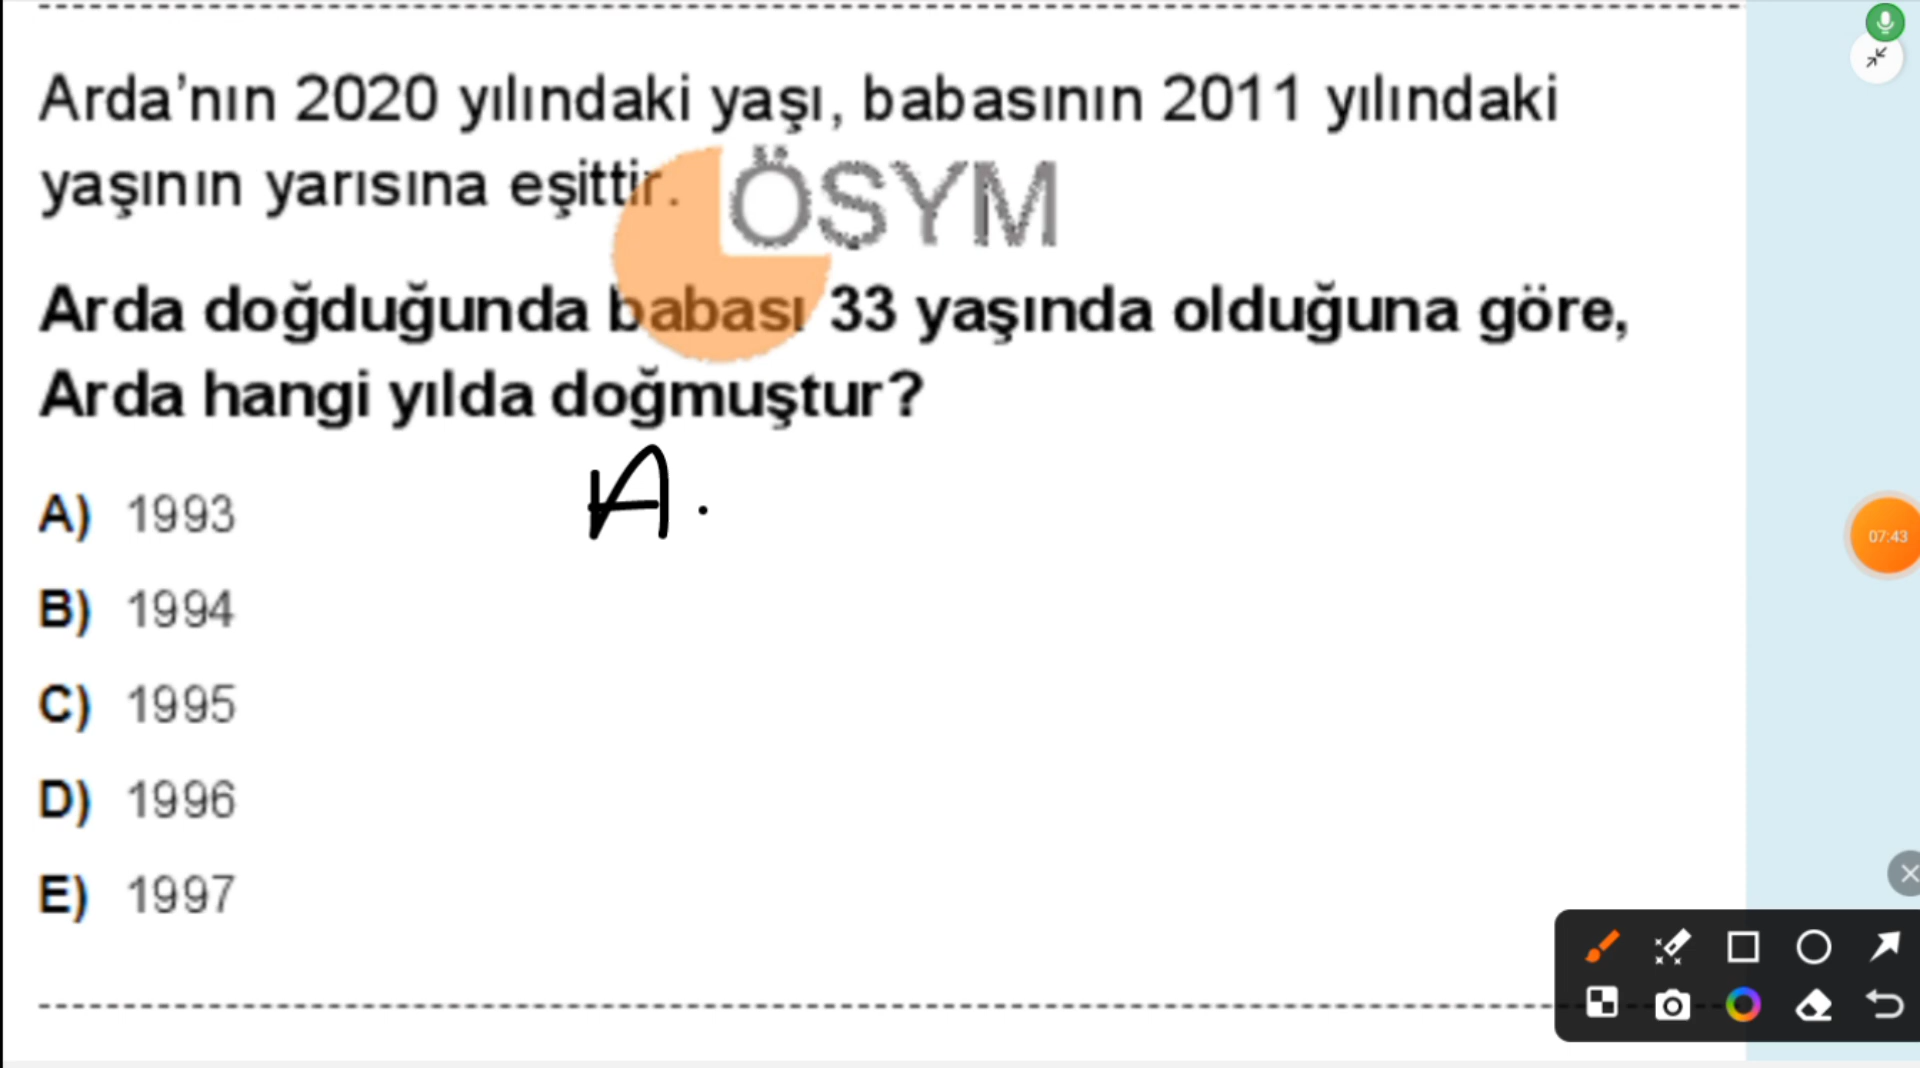 Arda'nın 2020 yılındaki yaşı, babasının 2011 yılındaki
yaşının yarısına eşittir.
ÖSYM
Arda doğduğunda babası 33 yaşında olduğuna göre,
Arda hangi yılda doğmuştur?
A) 1993
A.
B) 1994
C) 1995
D) 1996
E) 1997
07:43